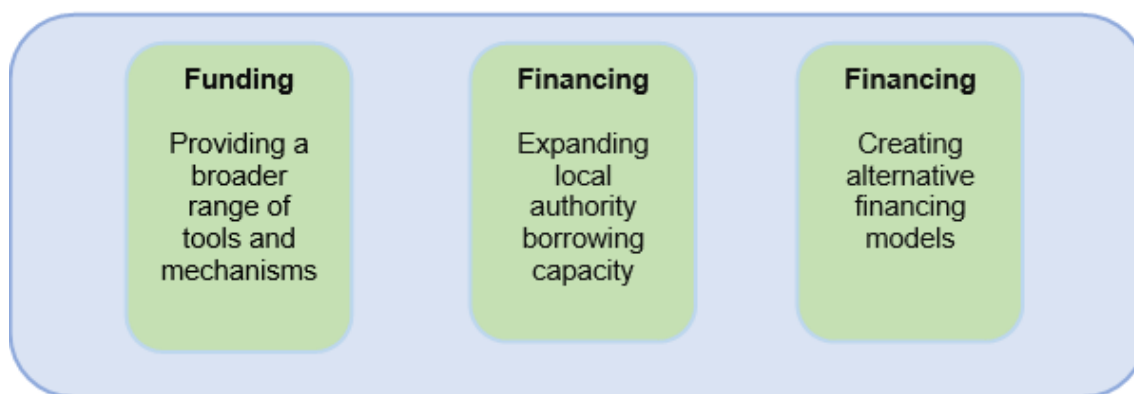 Funding
Providing a
broader
range of
tools and
mechanisms
Financing
Expanding
local
authority
borrowing
capacity
Financing
Creating
alternative
financing
models